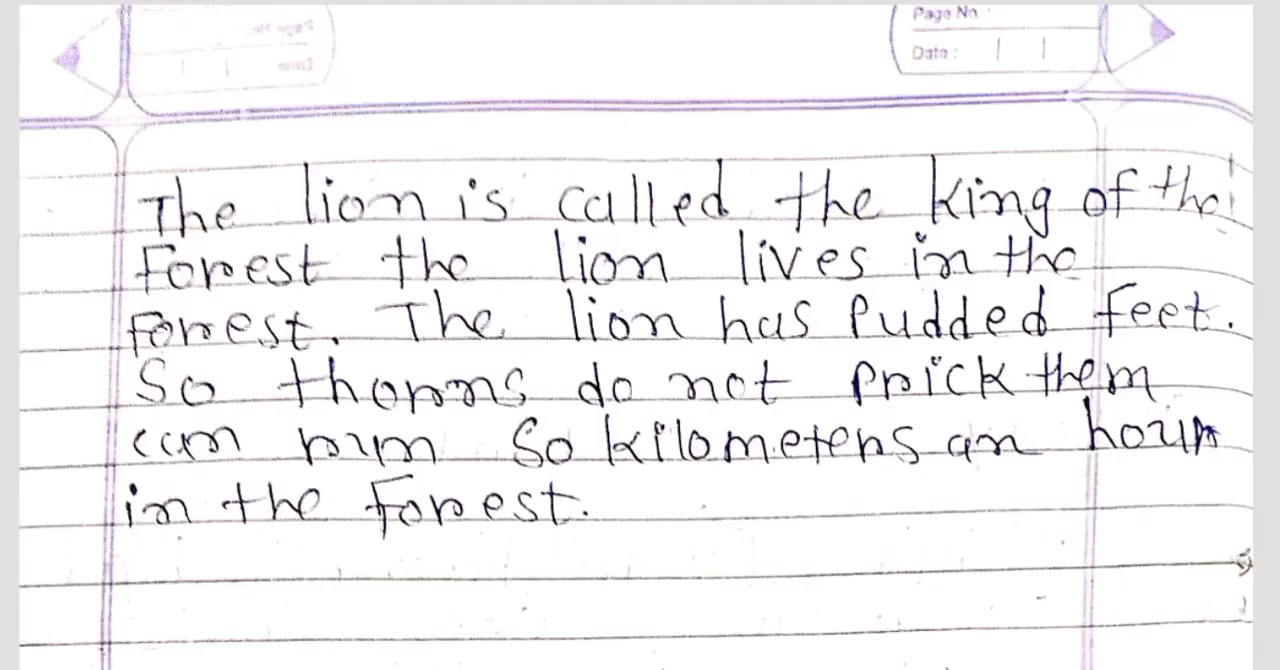 Page No.
Date:
The lion is called the king of the
Forest the lion lives in the
Forest. The lion has Pudded feet.
So thorns do not prick them
can run So kilometers an hour
in the Forest.